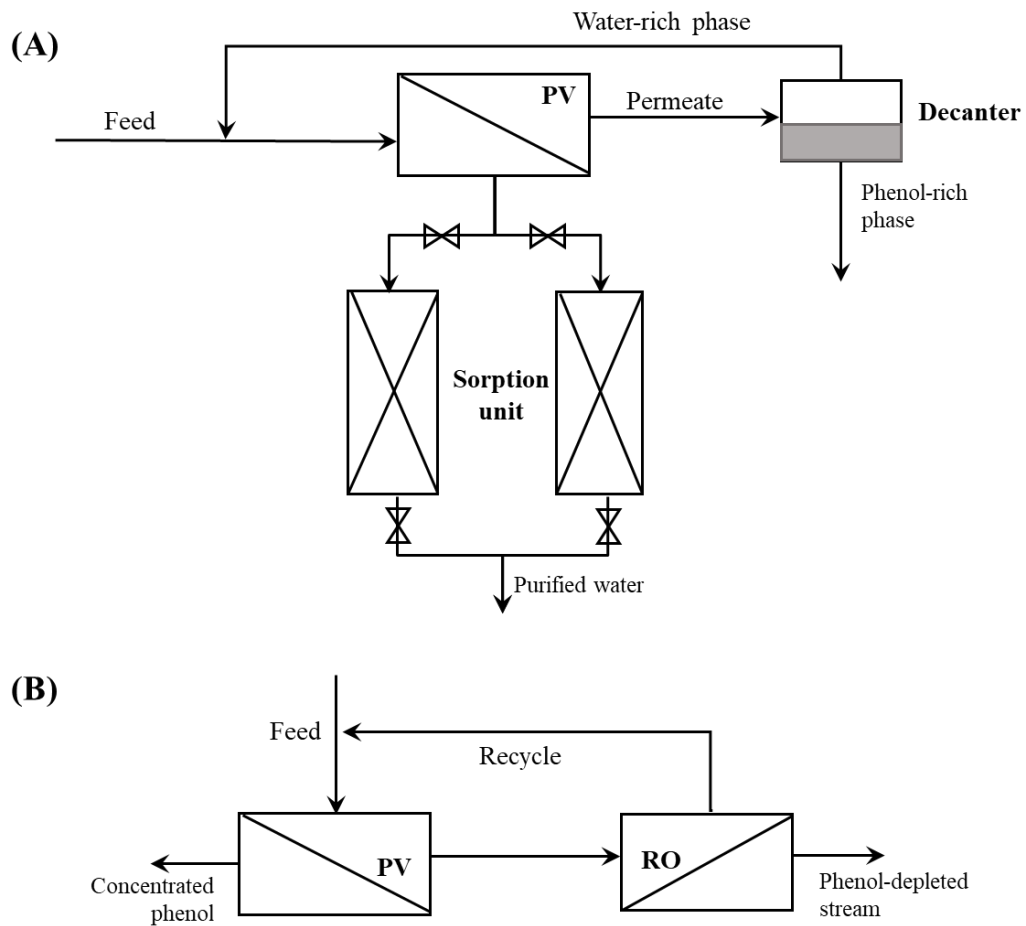 (A)
Water-rich phase
Feed
PV
Permeate
Decanter
Phenol-rich
phase
Sorption
unit
Purified water
(B)
Feed
Recycle
PV
RO
Concentrated
phenol
Phenol-depleted
stream